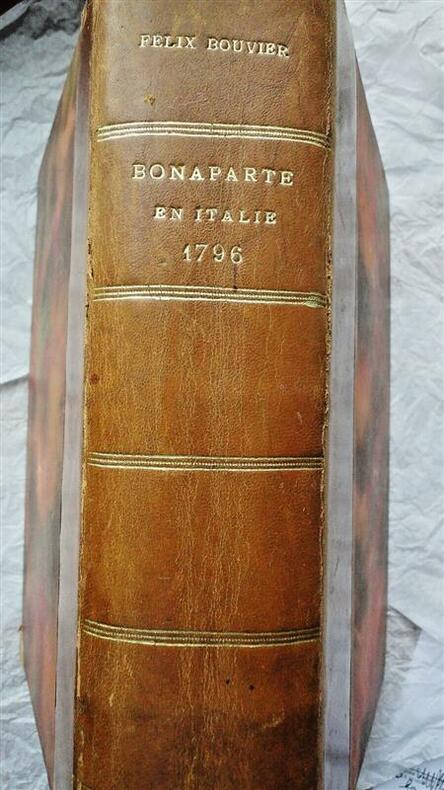 FELIX BOUVIER
BONAPARTE
EN ITALIE
1796